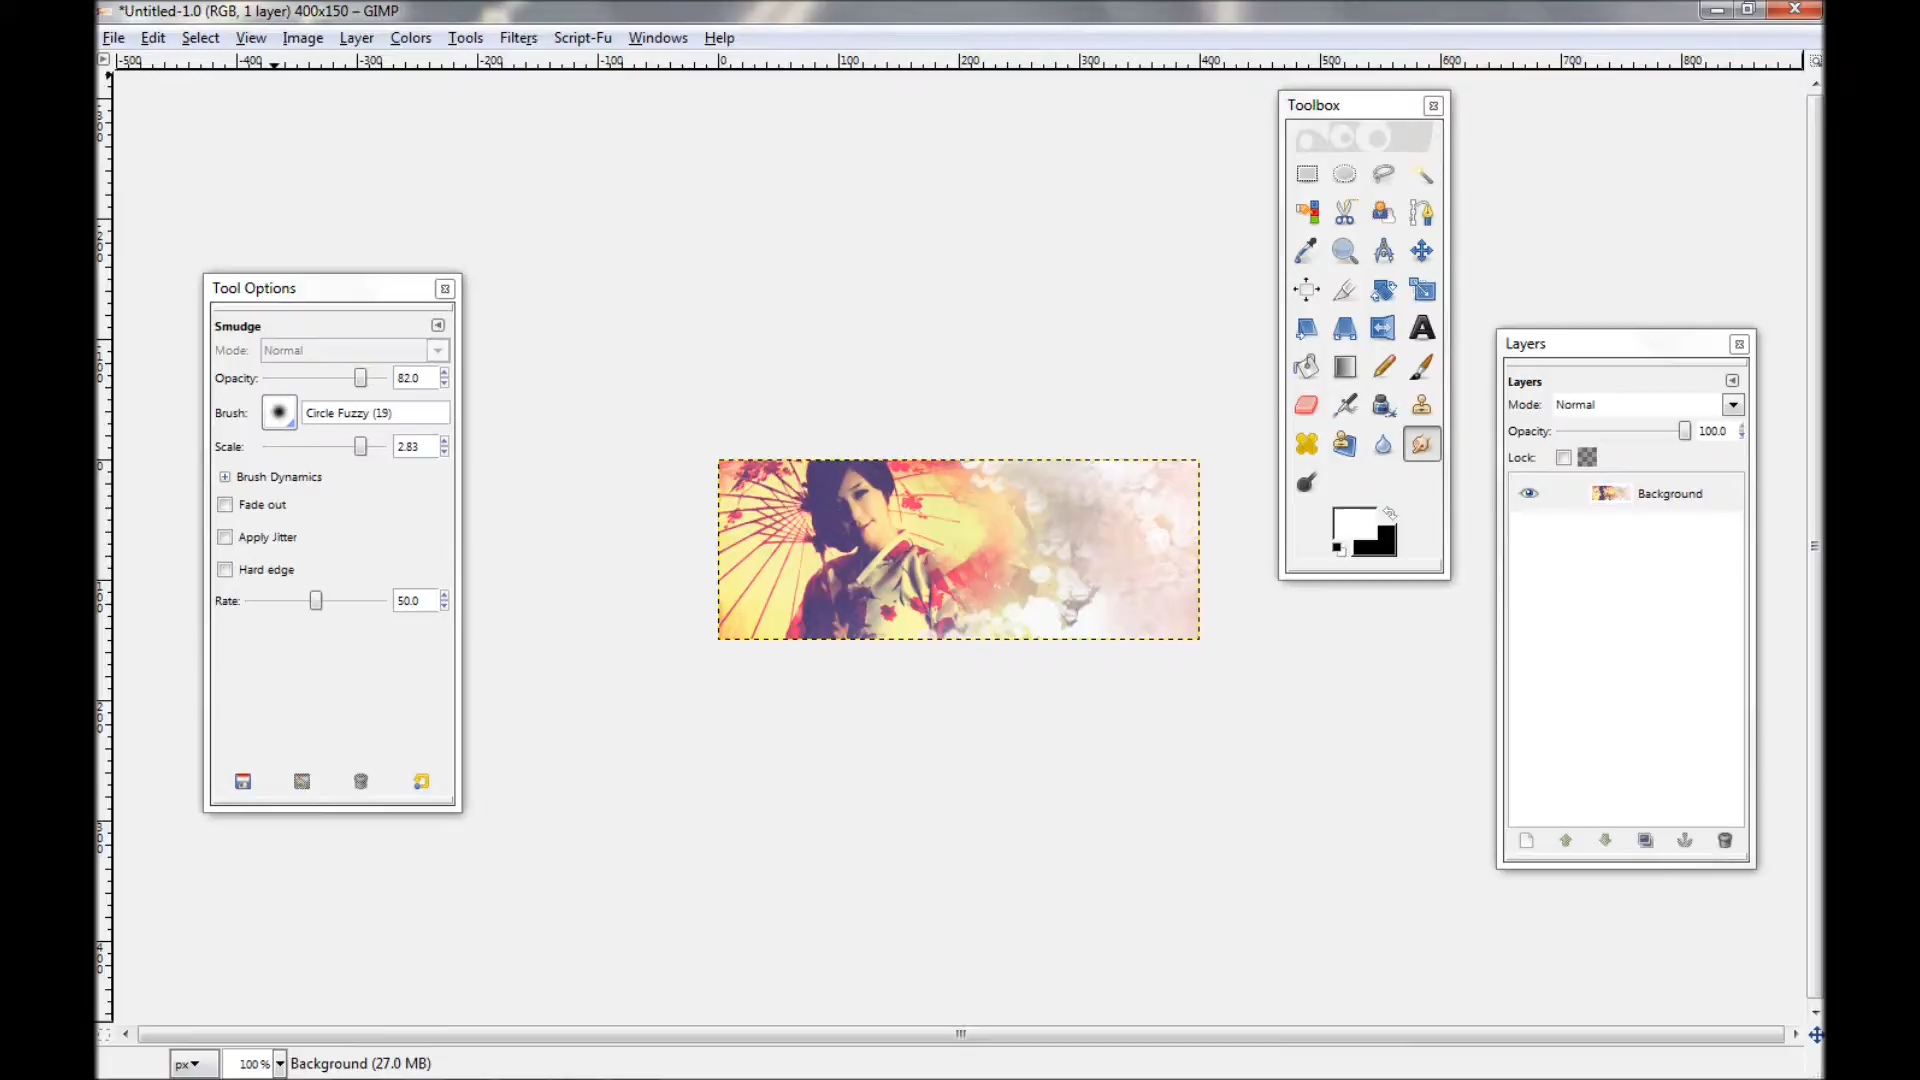 *Untitled-1.0 (RGB, 1 layer) 400x150 – GIMP
File Edit Select View Image Layer Colors Tools Filters Script-Fu Windows Help
-500 -400 -300 -200 -100 0 100 200 300 400 500 600 700 800
Toolbox
Tool Options
Smudge
Mode: Normal
Opacity: 82.0
Brush: Circle Fuzzy (19)
Scale: 2.83
Brush Dynamics
Fade out
Apply Jitter
Hard edge
Rate: 50.0
Layers
Layers
Mode: Normal
Opacity: 100.0
Lock:
Background
px 100 % Background (27.0 MB)